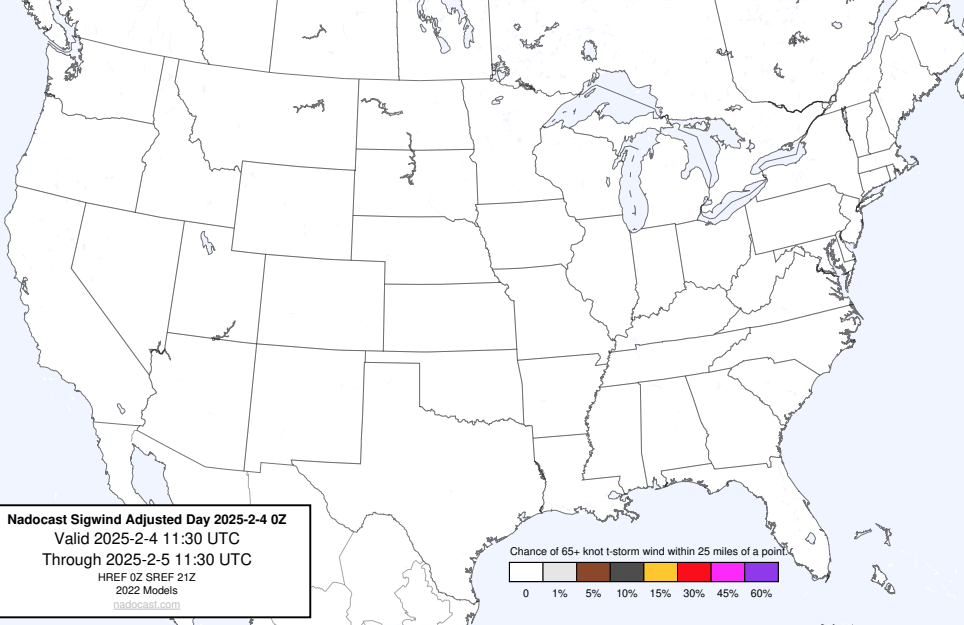 Nadocast Sigwind Adjusted Day 2025-2-4 0Z
Valid 2025-2-4 11:30 UTC
Through 2025-2-5 11:30 UTC
HREF 0Z SREF 21Z
2022 Models
nadocast.com
Chance of 65+ knot t-storm wind within 25 miles of a point.
0 1% 5% 10% 15% 30% 45% 60%